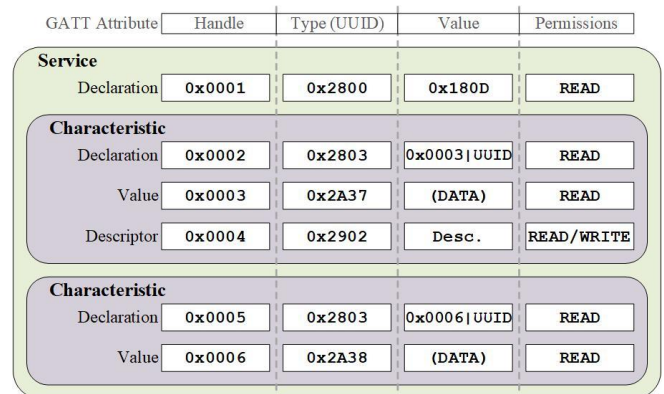 GATT Attribute Handle Type (UUID) Value Permissions
Service
Declaration 0x0001 0x2800 0x180D READ
Characteristic
Declaration 0x0002 0x2803 0x0003|UUID READ
Value 0x0003 0x2A37 (DATA) READ
Descriptor 0x0004 0x2902 Desc. READ/WRITE
Characteristic
Declaration 0x0005 0x2803 0x0006|UUID READ
Value 0x0006 0x2A38 (DATA) READ